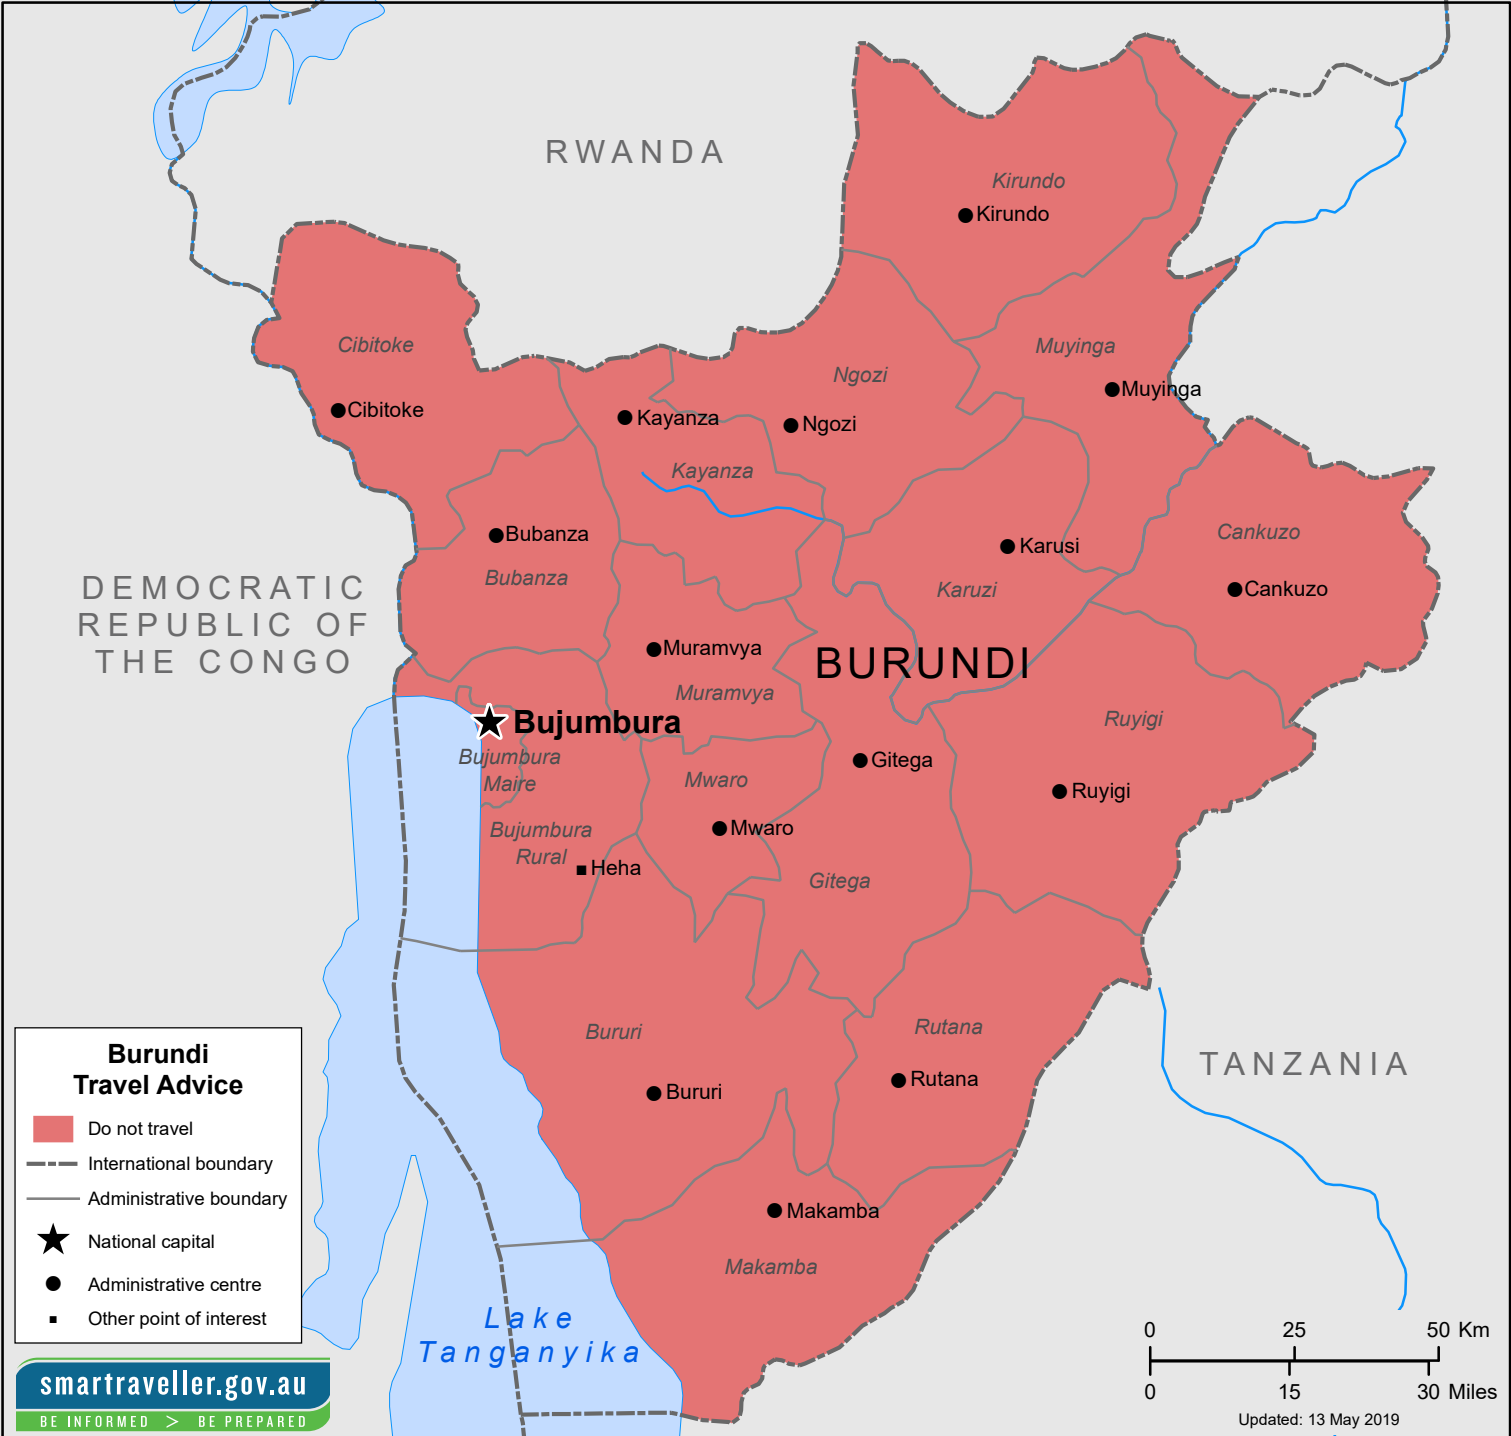 RWANDA
Kirundo
Kirundo
Cibitoke
Cibitoke
Muyinga
Muyinga
Ngozi
Ngozi
Kayanza
Kayanza
Bubanza
Bubanza
Karusi
Karuzi
Cankuzo
Cankuzo
DEMOCRATIC
REPUBLIC OF
THE CONGO
Muramvya
Muramvya
BURUNDI
Bujumbura
Bujumbura
Maire
Ruyigi
Ruyigi
Gitega
Gitega
Mwaro
Mwaro
Bujumbura
Rural
Heha
Bururi
Bururi
Rutana
Rutana
TANZANIA
Makamba
Makamba
Lake
Tanganyika
Burundi
Travel Advice
Do not travel
International boundary
Administrative boundary
National capital
Administrative centre
Other point of interest
smartraveller.gov.au
BE INFORMED > BE PREPARED
0 25 50 Km
0 15 30 Miles
Updated: 13 May 2019